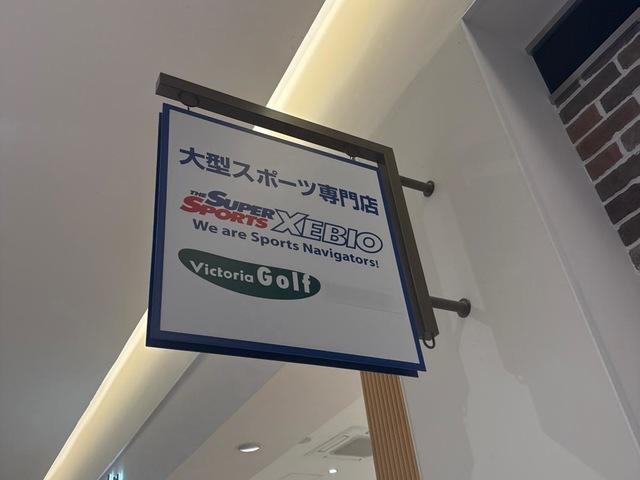 大型スポーツ専門店
THE SUPER SPORTS XEBIO
We are Sports Navigators!
Victoria Golf